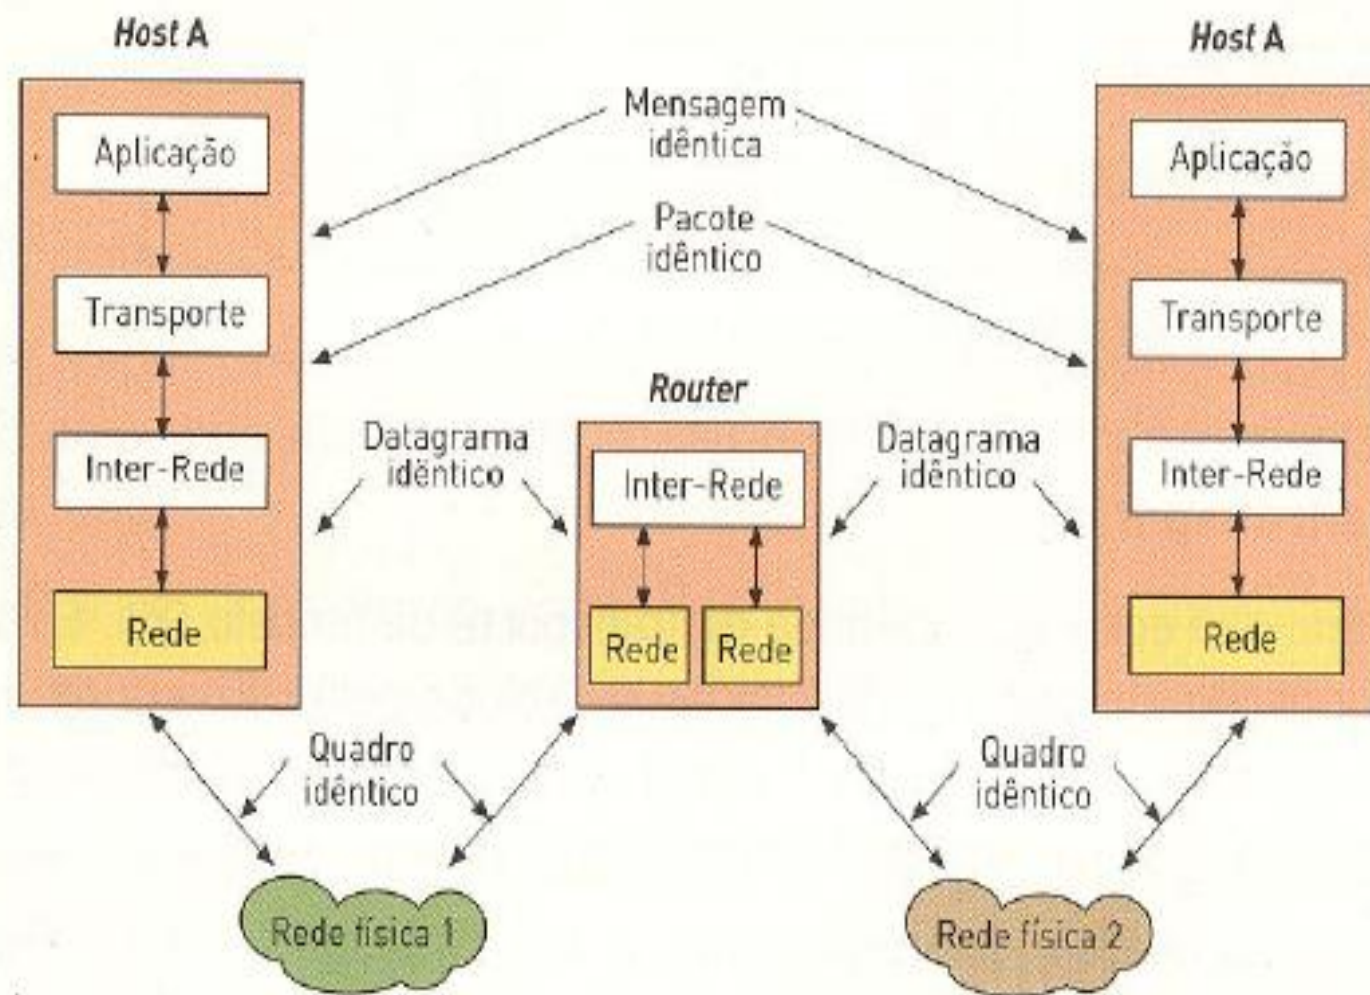 Host A
Host A
Mensagem
idêntica
Aplicação
Aplicação
Pacote
idêntico
Transporte
Transporte
Router
Datagrama
idêntico
Datagrama
idêntico
Inter-Rede
Inter-Rede
Inter-Rede
Rede
Rede
Rede
Rede
Quadro
idêntico
Quadro
idêntico
Rede física 1
Rede física 2